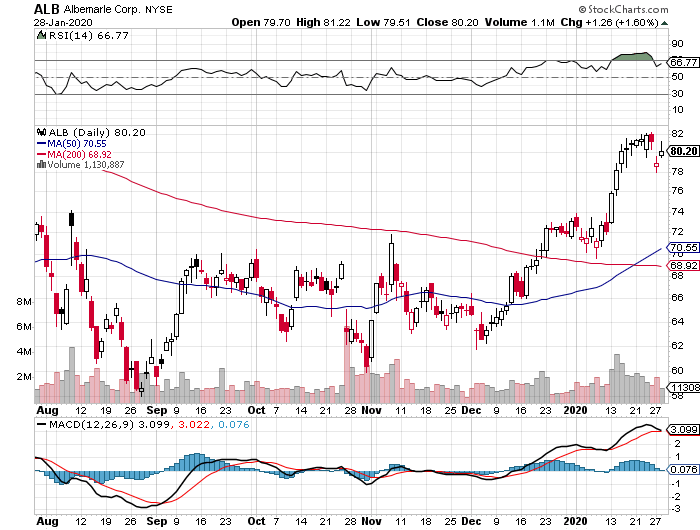 ALB Albemarle Corp. NYSE © StockCharts.com
28-Jan-2020 Open 79.70 High 81.22 Low 79.51 Close 80.20 Volume 1.1M Chg +1.26 (+1.60%)
RSI(14) 66.77
90
70
66.77
50
30
10
ALB (Daily) 80.20
MA(50) 70.55
MA(200) 68.92
Volume 1,130,887
82
80.20
78
76
74
72
70.55
70
68.92
68
66
64
62
60
58
8M
6M
4M
2M
11308
Aug 12 19 26 Sep 9 16 23 Oct 7 14 21 28 Nov 11 18 25 Dec 9 16 23 2020 13 21 27
MACD(12,26,9) 3.099, 3.022, 0.076
3.099
2
1
0.076
-1
-2
-3
Aug 12 19 26 Sep 9 16 23 Oct 7 14 21 28 Nov 11 18 25 Dec 9 16 23 2020 13 21 27